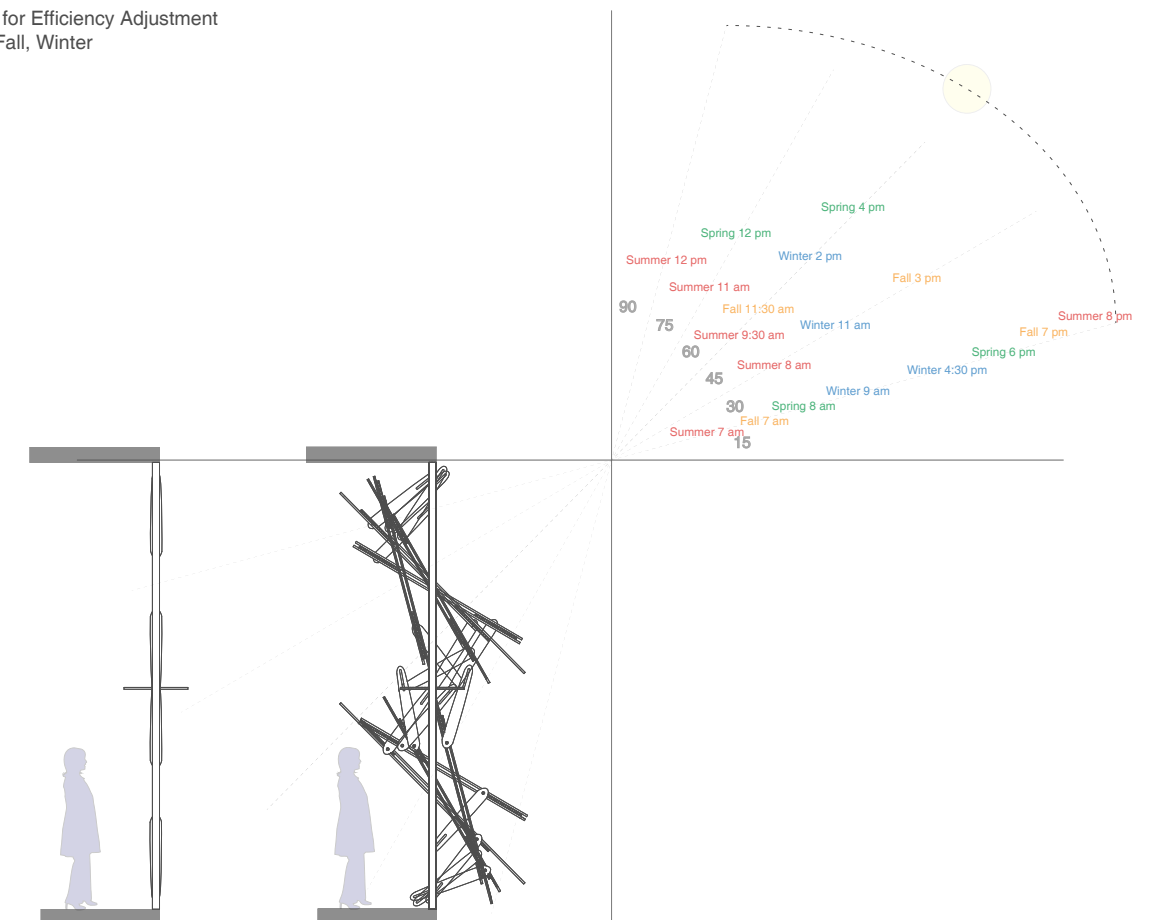 for Efficiency Adjustment
Fall, Winter
Spring 4 pm
Spring 12 pm
Summer 12 pm
Winter 2 pm
Fall 3 pm
Summer 11 am
90
Fall 11:30 am
Summer 8 pm
75
Winter 11 am
Fall 7 pm
Summer 9:30 am
60
Spring 6 pm
Summer 8 am
Winter 4:30 pm
45
Winter 9 am
30
Spring 8 am
Fall 7 am
Summer 7 am
15